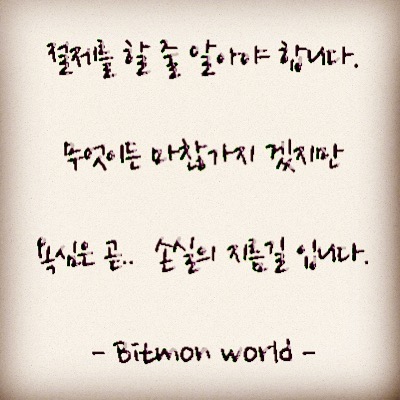 절제를 할 줄 알아야 합니다.
무엇이든 마찮가지 겠지만
욕심은 곧.. 손실의 지름길 입니다.
- Bitmon world -